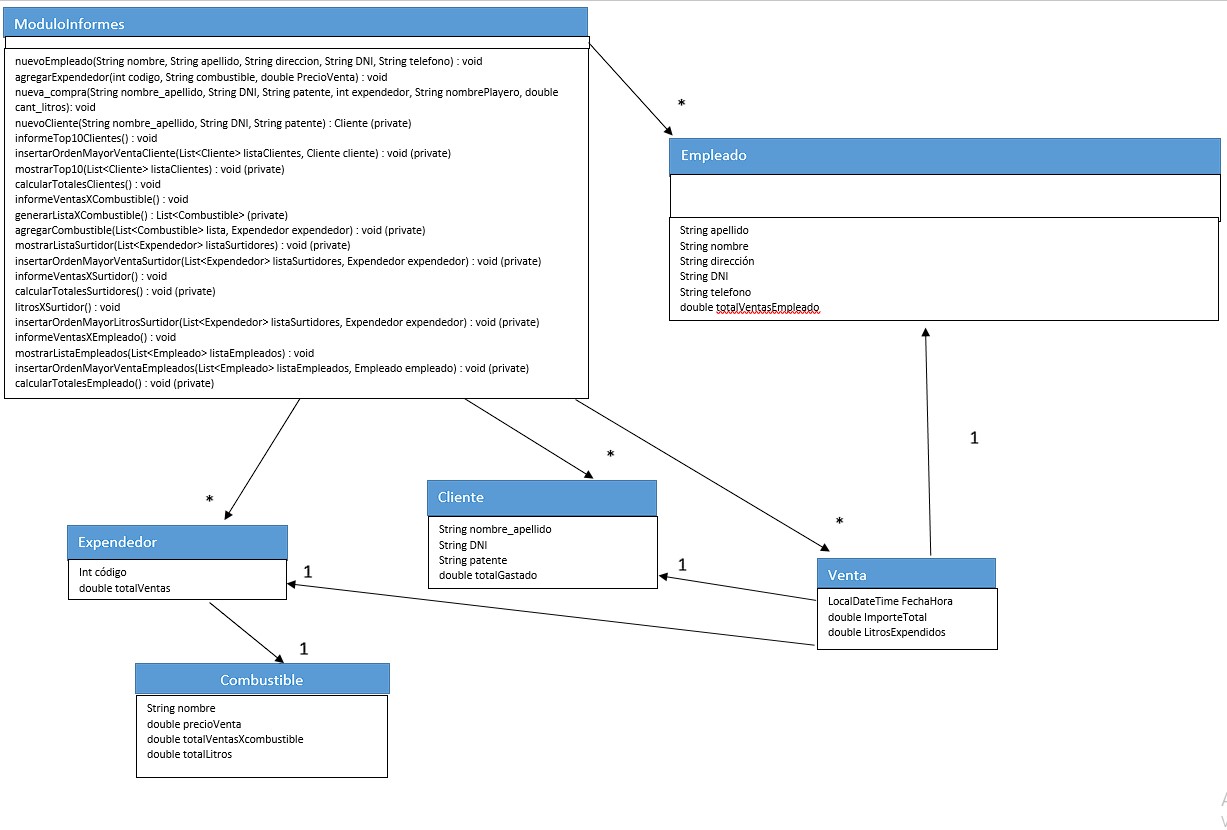 ModuloInformes
nuevoEmpleado(String nombre, String apellido, String direccion, String DNI, String telefono) : void
agregarExpendedor(int codigo, String combustible, double PrecioVenta) : void
nueva_compra(String nombre_apellido, String DNI, String patente, int expendedor, String nombrePlayero, double
cant_litros): void
nuevoCliente(String nombre_apellido, String DNI, String patente) : Cliente (private)
informeTop10Clientes() : void
insertarOrdenMayorVentaCliente(List<Cliente> listaClientes, Cliente cliente) : void (private)
mostrarTop10(List<Cliente> listaClientes) : void (private)
calcularTotalesClientes() : void
informeVentasXCombustible() : void
generarListaXCombustible() : List<Combustible> (private)
agregarCombustible(List<Combustible> lista, Expendedor expendedor) : void (private)
mostrarListaSurtidor(List<Expendedor> listaSurtidores) : void (private)
insertarOrdenMayorVentaSurtidor(List<Expendedor> listaSurtidores, Expendedor expendedor) : void (private)
informeVentasXSurtidor() : void
calcularTotalesSurtidores() : void (private)
litrosXSurtidor() : void
insertarOrdenMayorLitrosSurtidor(List<Expendedor> listaSurtidores, Expendedor expendedor) : void (private)
informeVentasXEmpleado() : void
mostrarListaEmpleados(List<Empleado> listaEmpleados) : void
insertarOrdenMayorVentaEmpleados(List<Empleado> listaEmpleados, Empleado empleado) : void (private)
calcularTotalesEmpleado() : void (private)
*
Empleado
String apellido
String nombre
String dirección
String DNI
String telefono
double totalVentasEmpleado
1
*
*
*
Expendedor
Int código
double totalVentas
1
Cliente
String nombre_apellido
String DNI
String patente
double totalGastado
1
Venta
LocalDateTime FechaHora
double ImporteTotal
double LitrosExpendidos
1
Combustible
String nombre
double precioVenta
double totalVentasXcombustible
double totalLitros